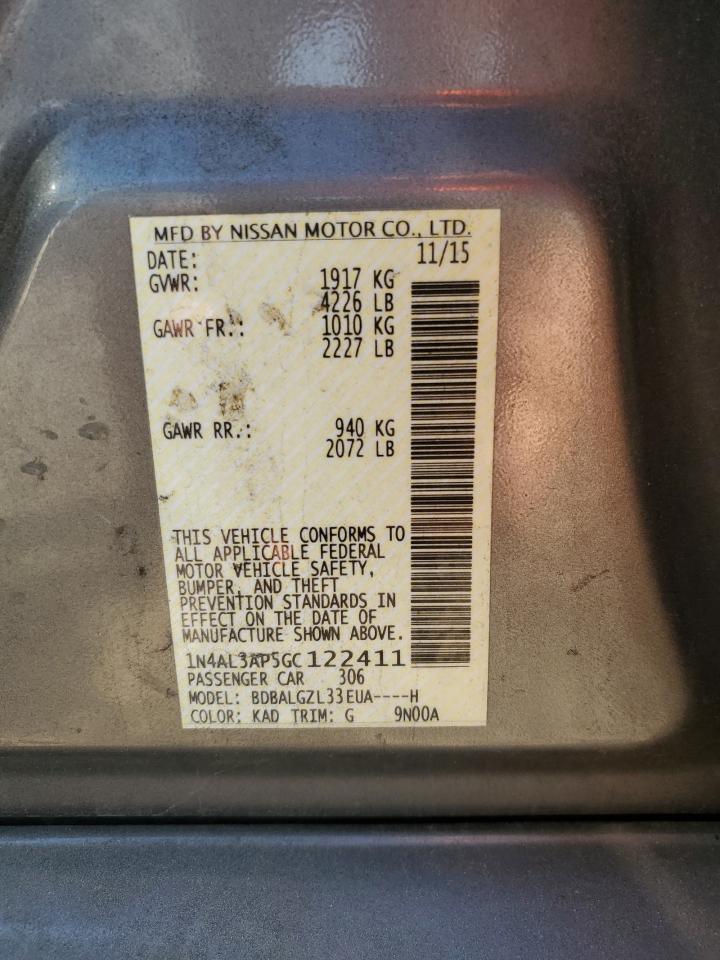 MFD BY NISSAN MOTOR CO., LTD.
DATE: 11/15
GVWR: 1917 KG
4226 LB
GAWR FR.: 1010 KG
2227 LB
GAWR RR.: 940 KG
2072 LB
THIS VEHICLE CONFORMS TO
ALL APPLICABLE FEDERAL
MOTOR VEHICLE SAFETY,
BUMPER, AND THEFT
PREVENTION STANDARDS IN
EFFECT ON THE DATE OF
MANUFACTURE SHOWN ABOVE.
1N4AL3AP5GC122411
PASSENGER CAR 306
MODEL: BDBALGZL33EUA----H
COLOR: KAD TRIM: G 9N00A